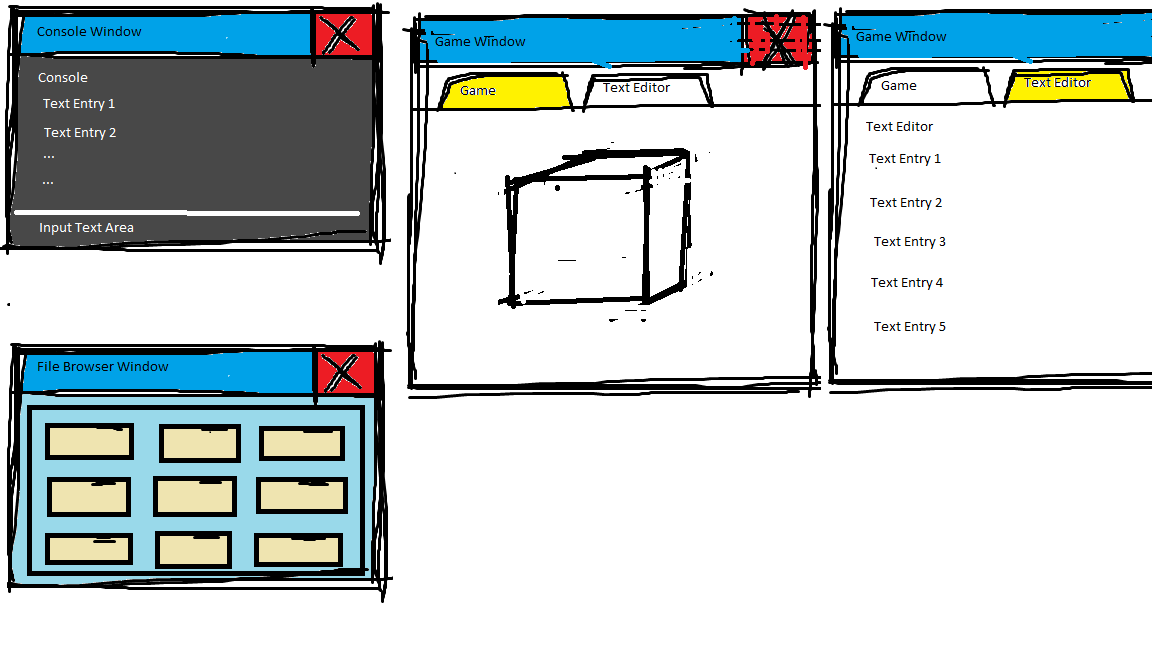 Console Window
Console
Text Entry 1
Text Entry 2
...
...
Input Text Area
File Browser Window
Game Window
Game
Text Editor
Game Window
Game
Text Editor
Text Editor
Text Entry 1
Text Entry 2
Text Entry 3
Text Entry 4
Text Entry 5